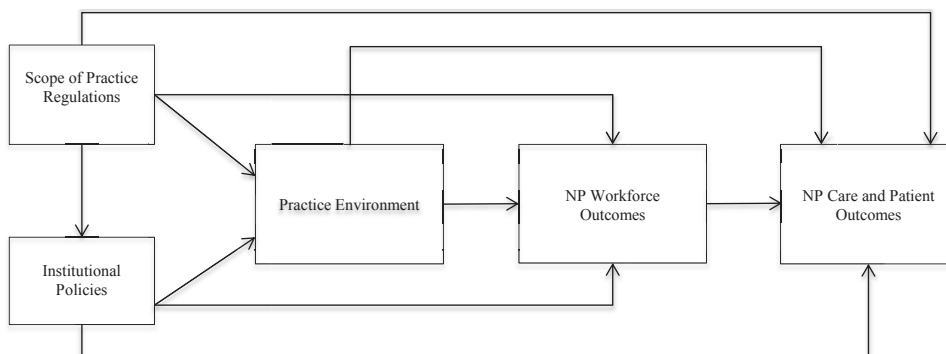 Scope of Practice
Regulations
Practice Environment
NP Workforce
Outcomes
NP Care and Patient
Outcomes
Institutional
Policies